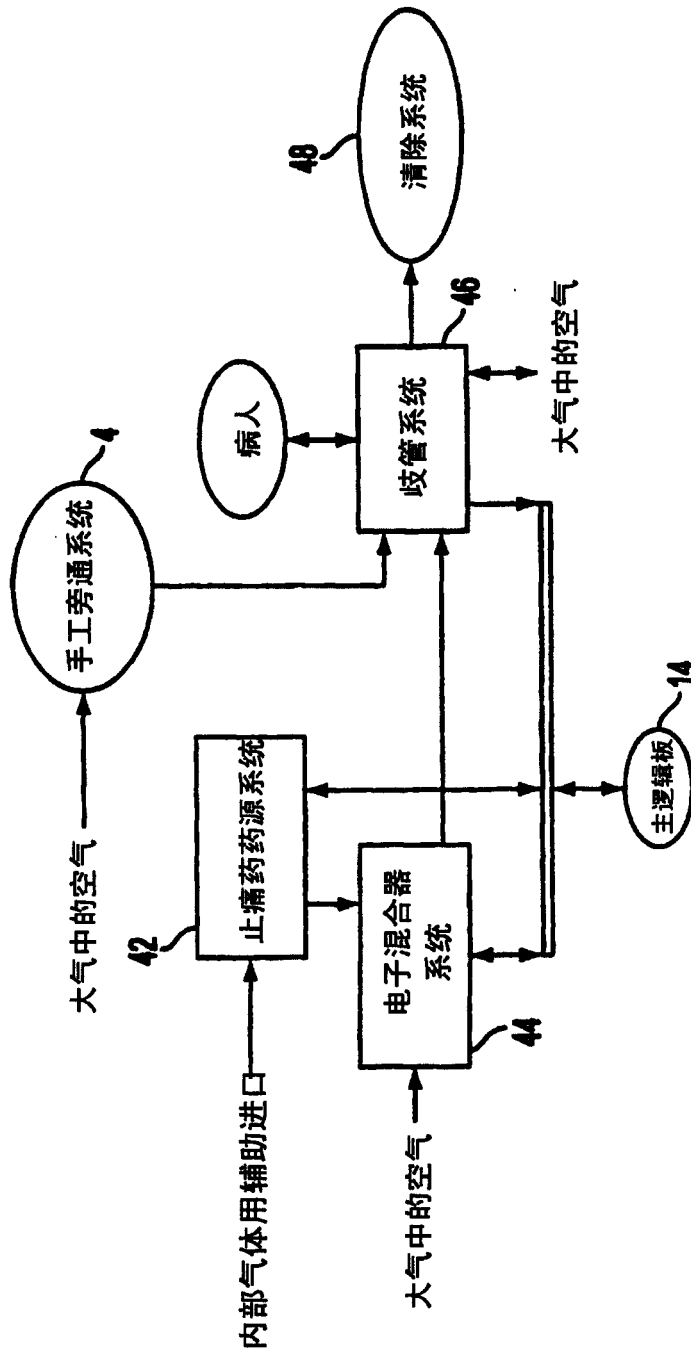 大气中的空气
手工旁通系统
4
内部气体用辅助进口
42
止痛药药源系统
病人
48
清除系统
大气中的空气
电子混合器
系统
44
歧管系统
46
大气中的空气
主逻辑板
14